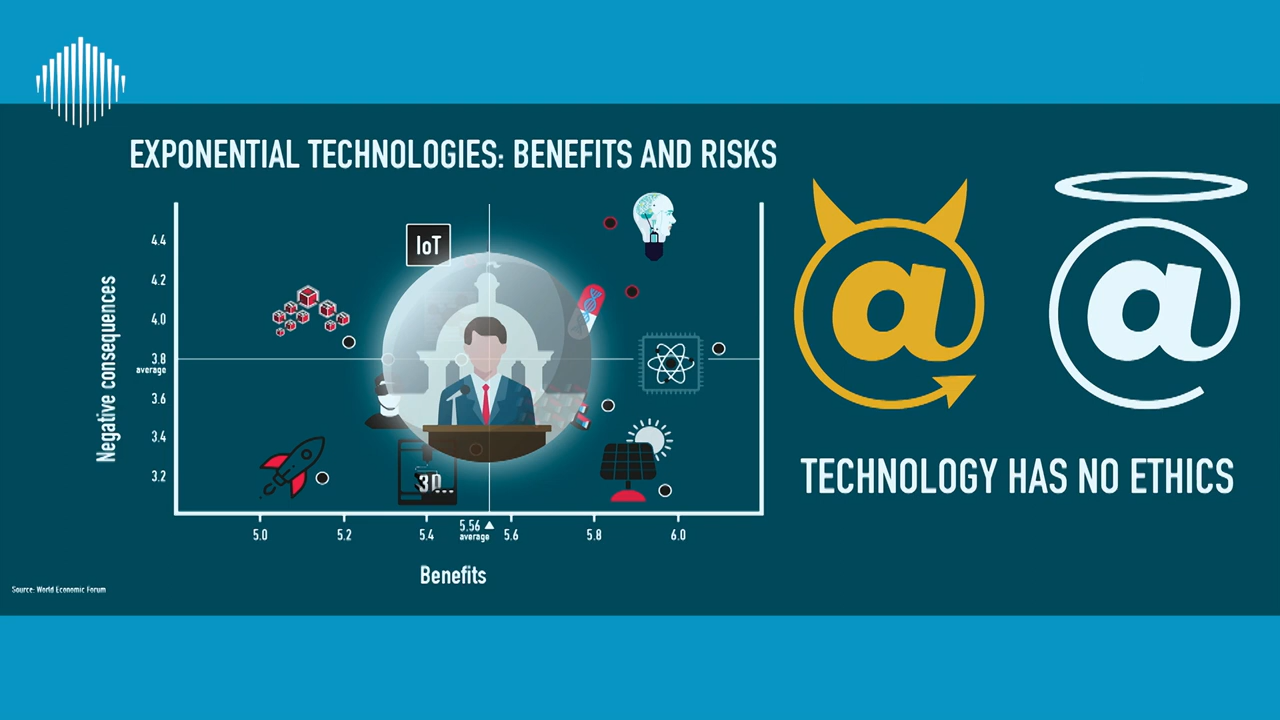 EXPONENTIAL TECHNOLOGIES: BENEFITS AND RISKS
Negative consequences
4.4
4.2
4.0
3.8
average
3.6
3.4
3.2
IoT
3D...
5.0
5.2
5.4
5.56
average
5.6
5.8
6.0
Benefits
@ @
TECHNOLOGY HAS NO ETHICS
Source: World Economic Forum